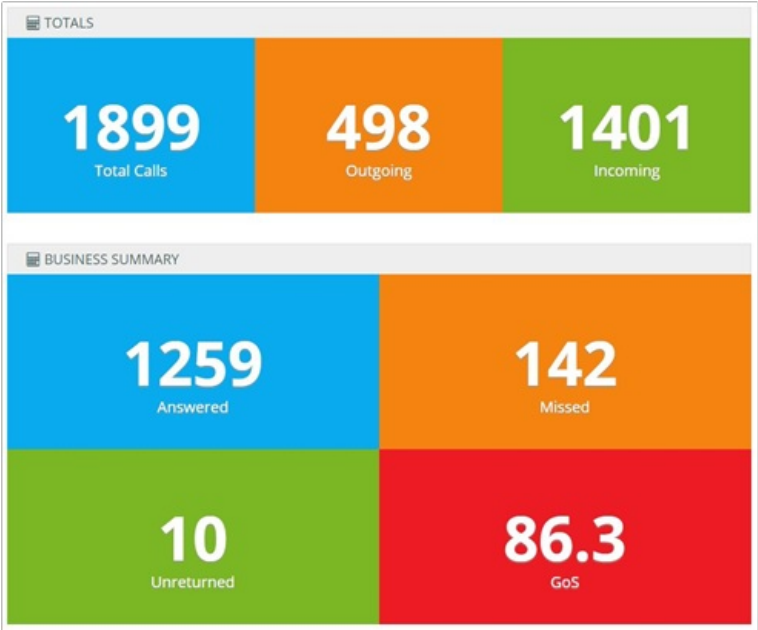 TOTALS
1899 498 1401
Total Calls Outgoing Incoming
BUSINESS SUMMARY
1259 142
Answered Missed
10 86.3
Unreturned GoS